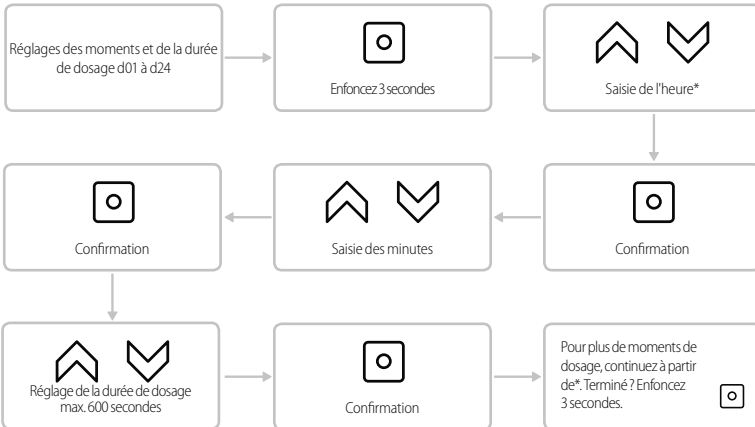 Réglages des moments et de la durée
de dosage d01 à d24
Enfoncez 3 secondes
Saisie de l'heure*
Confirmation
Saisie des minutes
Confirmation
Réglage de la durée de dosage
max. 600 secondes
Confirmation
Pour plus de moments de
dosage, continuez à partir
de*. Terminé ? Enfoncez
3 secondes.